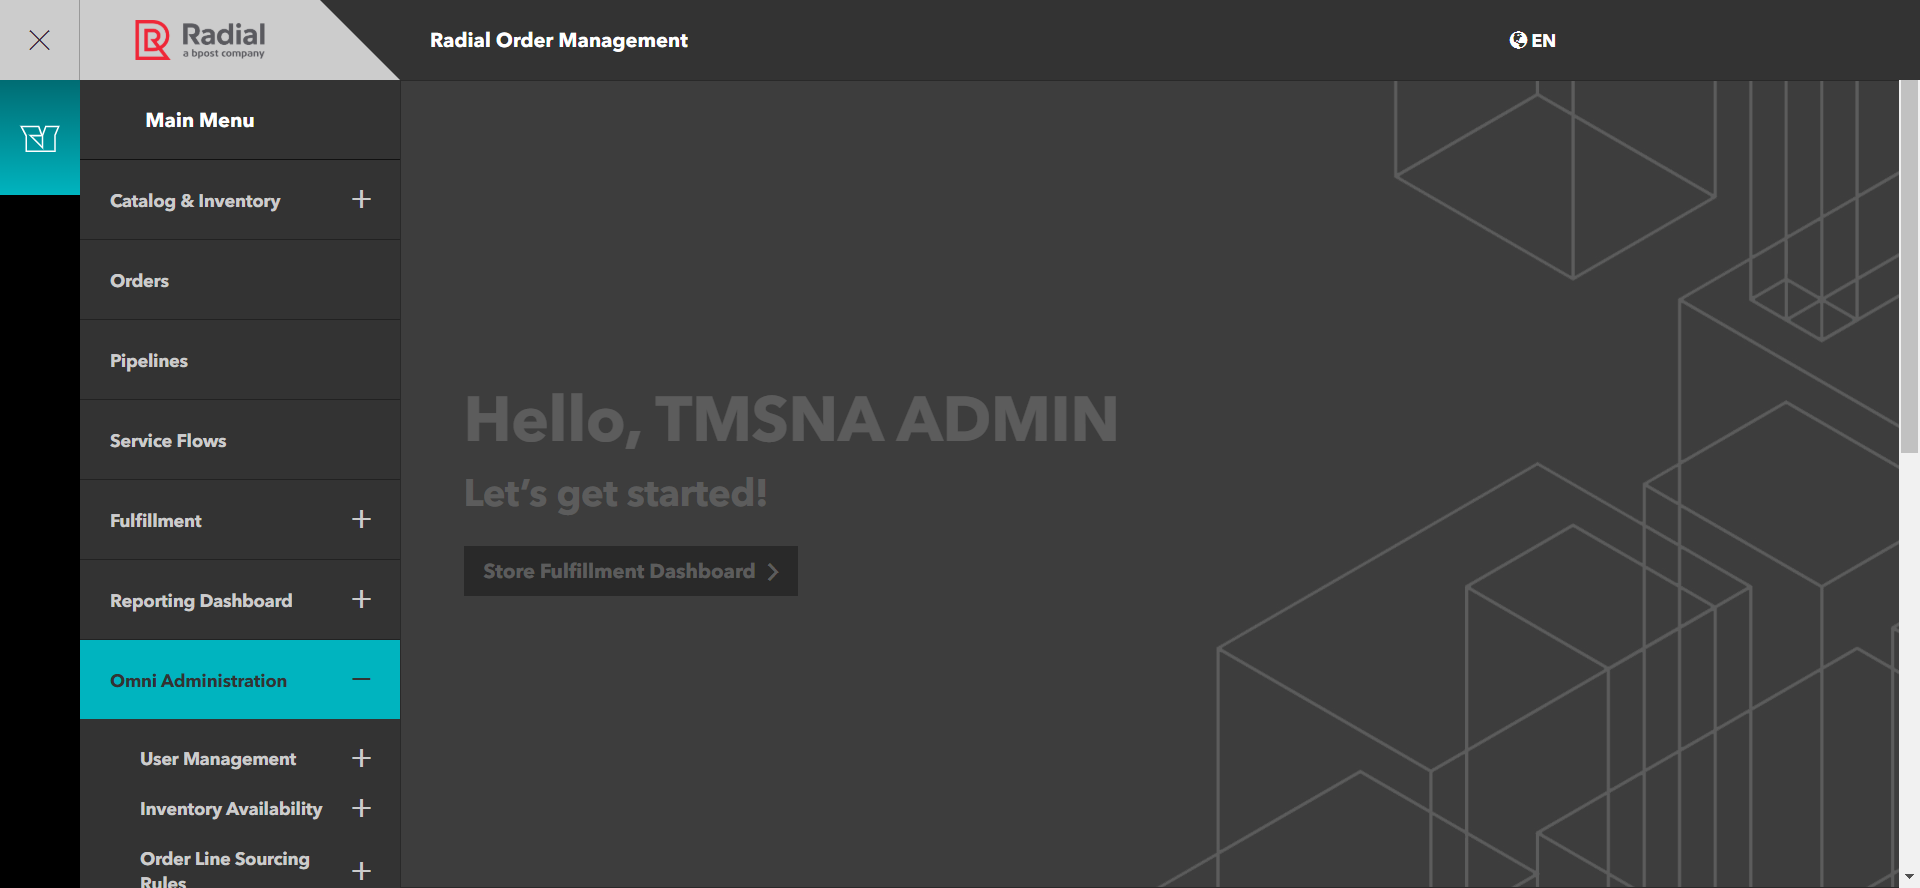 Radial
a bpost company
Radial Order Management
EN
Main Menu
Catalog & Inventory
Orders
Pipelines
Service Flows
Fulfillment
Reporting Dashboard
Omni Administration
User Management
Inventory Availability
Order Line Sourcing
Rules
Hello, TMSNA ADMIN
Let’s get started!
Store Fulfillment Dashboard